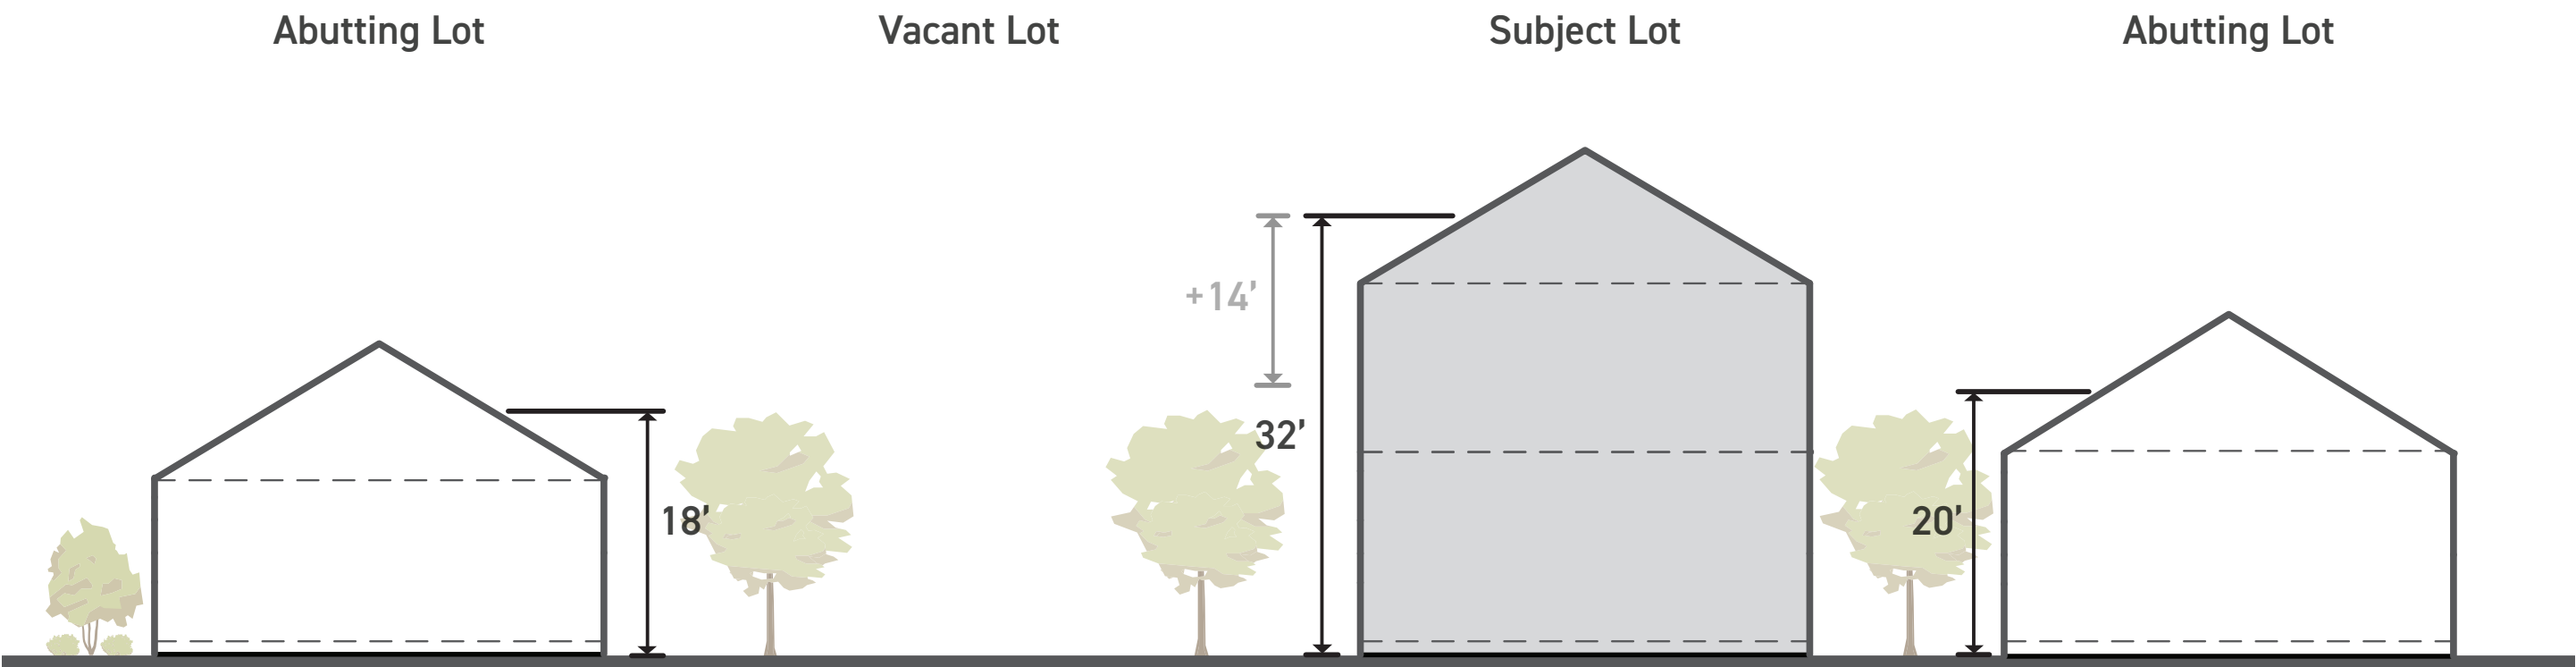 Abutting Lot
Vacant Lot
Subject Lot
Abutting Lot
+14’
32’
18'
20’